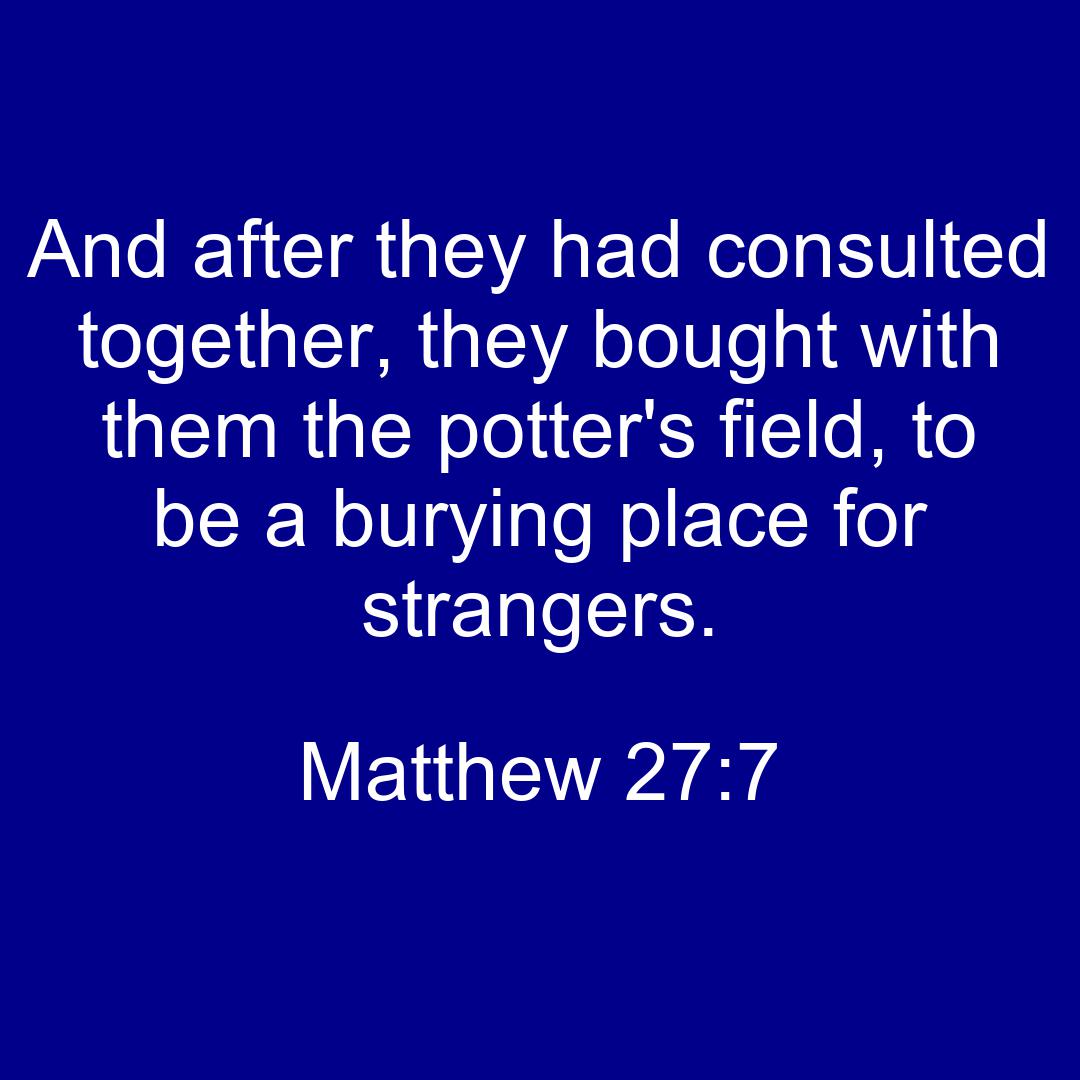 And after they had consulted
together, they bought with
them the potter's field, to
be a burying place for
strangers.
Matthew 27:7